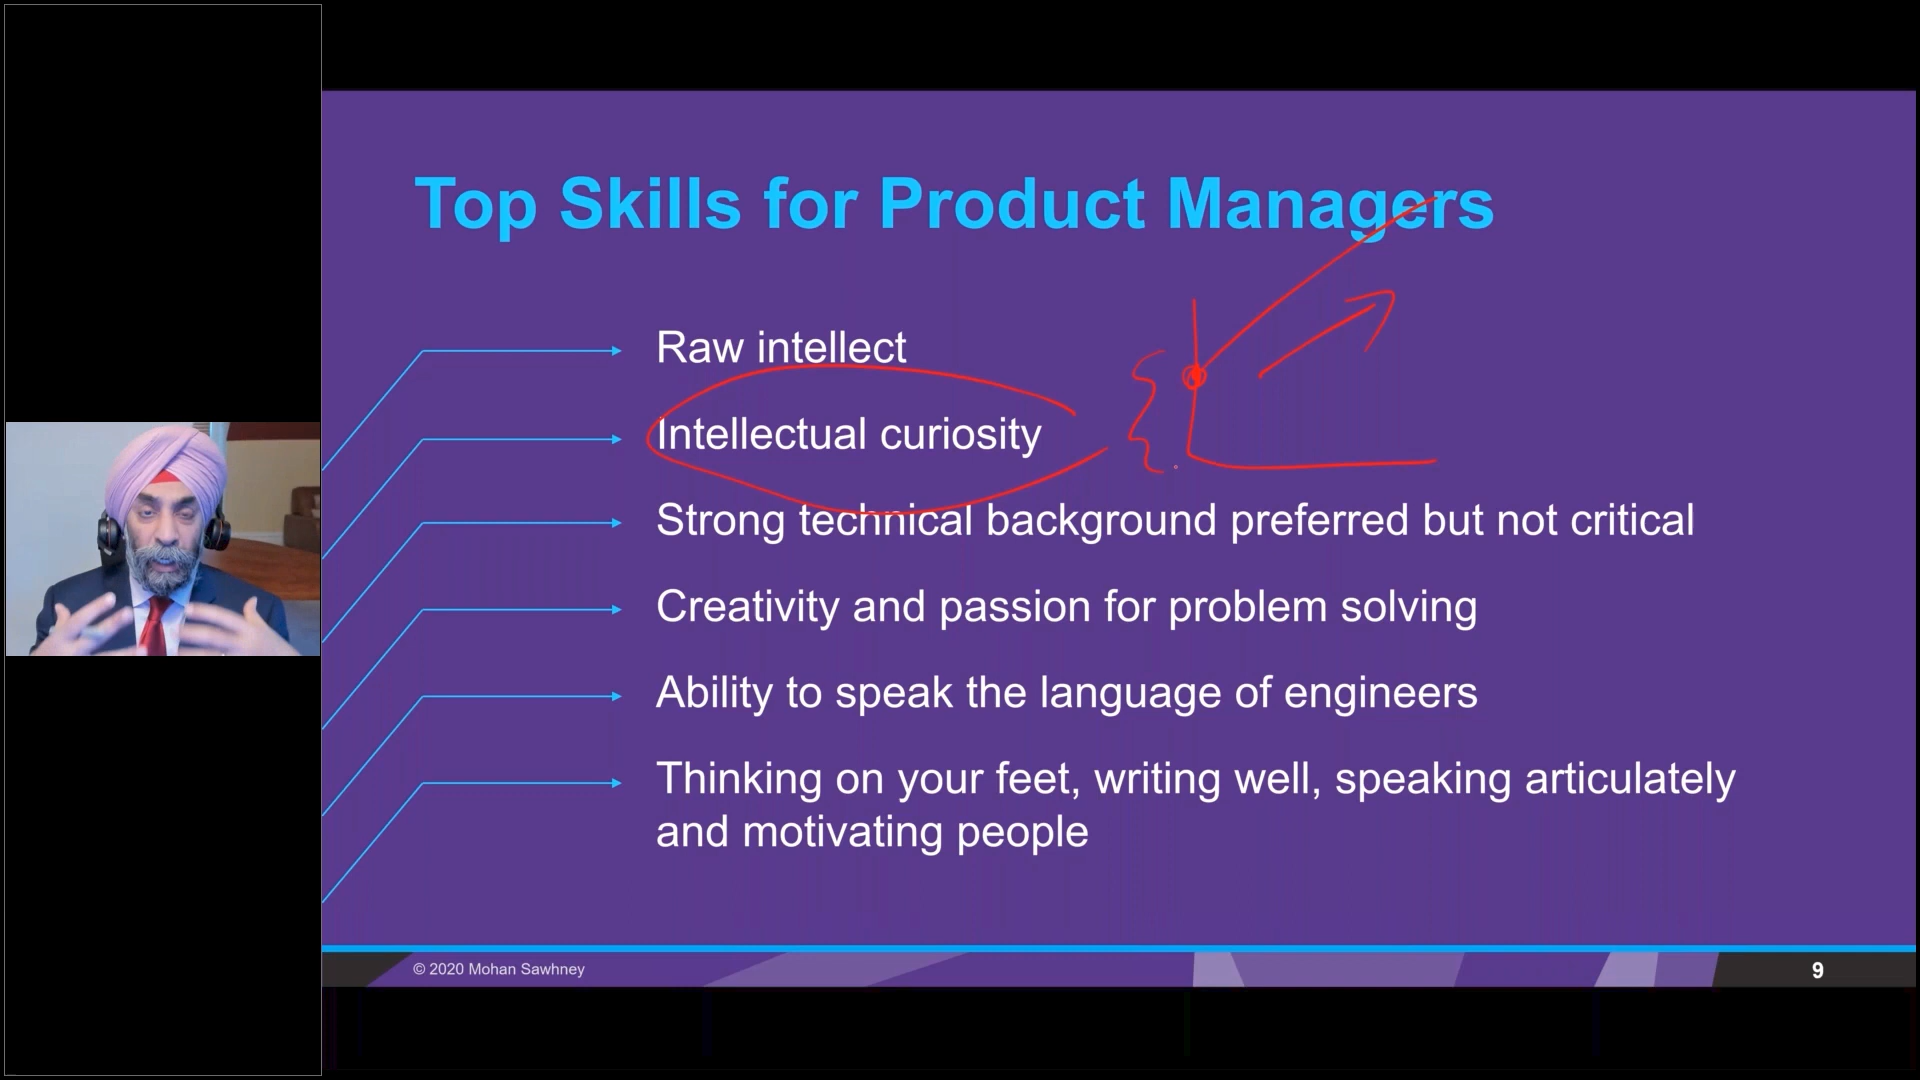 Top Skills for Product Managers
Raw intellect
Intellectual curiosity
Strong technical background preferred but not critical
Creativity and passion for problem solving
Ability to speak the language of engineers
Thinking on your feet, writing well, speaking articulately
and motivating people
© 2020 Mohan Sawhney
9